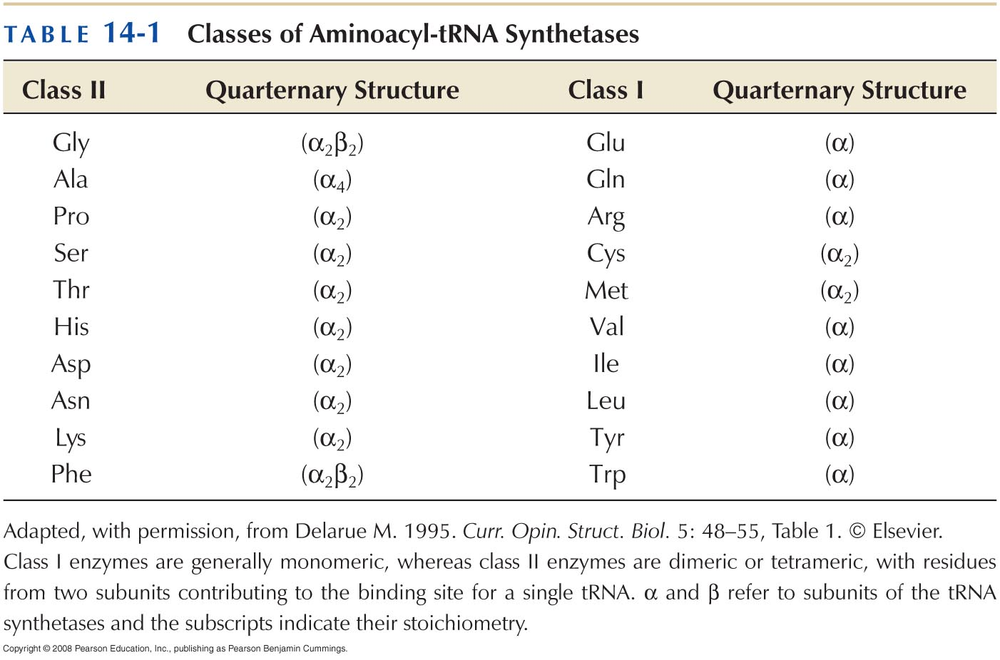 TABLE 14-1 Classes of Aminoacyl-tRNA Synthetases
Class II Quarternary Structure Class I Quarternary Structure
Gly (α₂β₂) Glu (α)
Ala (α₄) Gln (α)
Pro (α₂) Arg (α)
Ser (α₂) Cys (α₂)
Thr (α₂) Met (α₂)
His (α₂) Val (α)
Asp (α₂) Ile (α)
Asn (α₂) Leu (α)
Lys (α₂) Tyr (α)
Phe (α₂β₂) Trp (α)
Adapted, with permission, from Delarue M. 1995. Curr. Opin. Struct. Biol. 5: 48–55, Table 1. © Elsevier.
Class I enzymes are generally monomeric, whereas class II enzymes are dimeric or tetrameric, with residues
from two subunits contributing to the binding site for a single tRNA. α and β refer to subunits of the tRNA
synthetases and the subscripts indicate their stoichiometry.
Copyright © 2008 Pearson Education, Inc., publishing as Pearson Benjamin Cummings.